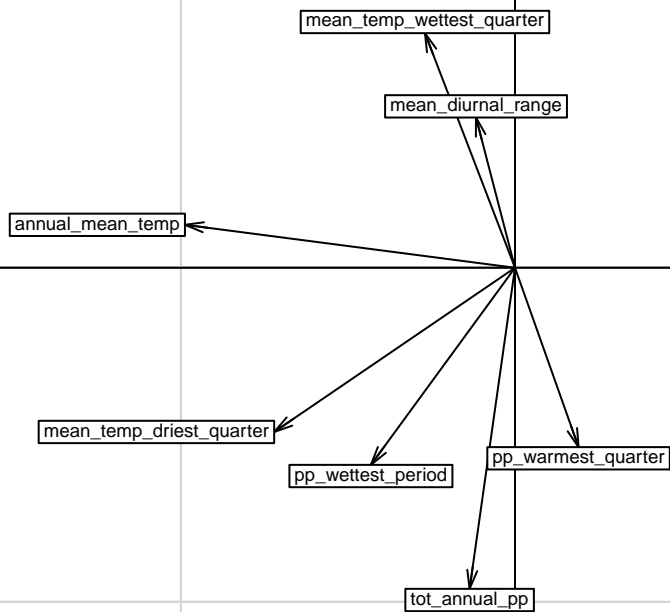 mean_temp_wettest_quarter
mean_diurnal_range
annual_mean_temp
mean_temp_driest_quarter
pp_warmest_quarter
pp_wettest_period
tot_annual_pp